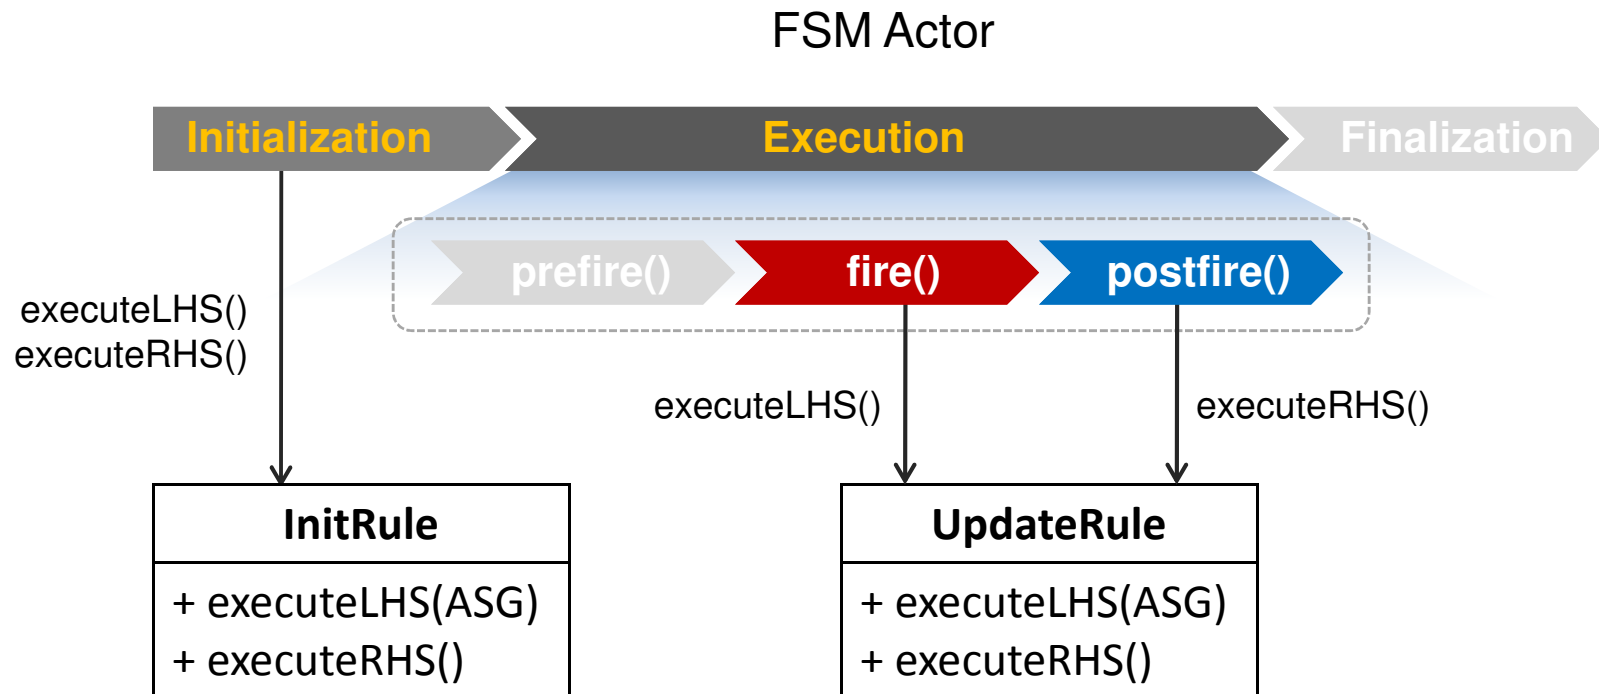 FSM Actor
Initialization
Execution
Finalization
prefire()
fire()
postfire()
executeLHS()
executeRHS()
executeLHS()
executeRHS()
InitRule
+ executeLHS(ASG)
+ executeRHS()
UpdateRule
+ executeLHS(ASG)
+ executeRHS()